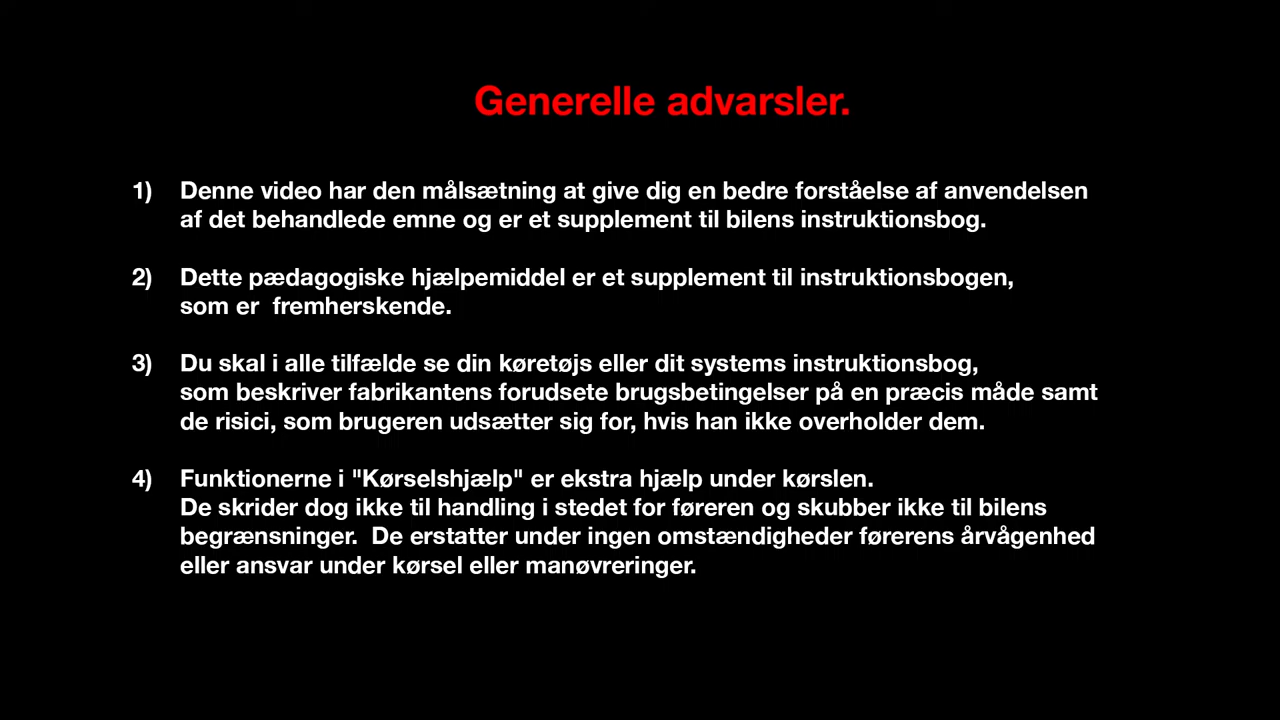 Generelle advarsler.
1) Denne video har den målsætning at give dig en bedre forståelse af anvendelsen
af det behandlede emne og er et supplement til bilens instruktionsbog.
2) Dette pædagogiske hjælpemiddel er et supplement til instruktionsbogen,
som er  fremherskende.
3) Du skal i alle tilfælde se din køretøjs eller dit systems instruktionsbog,
som beskriver fabrikantens forudsete brugsbetingelser på en præcis måde samt
de risici, som brugeren udsætter sig for, hvis han ikke overholder dem.
4) Funktionerne i "Kørselshjælp" er ekstra hjælp under kørslen.
De skrider dog ikke til handling i stedet for føreren og skubber ikke til bilens
begrænsninger.  De erstatter under ingen omstændigheder førerens årvågenhed
eller ansvar under kørsel eller manøvreringer.